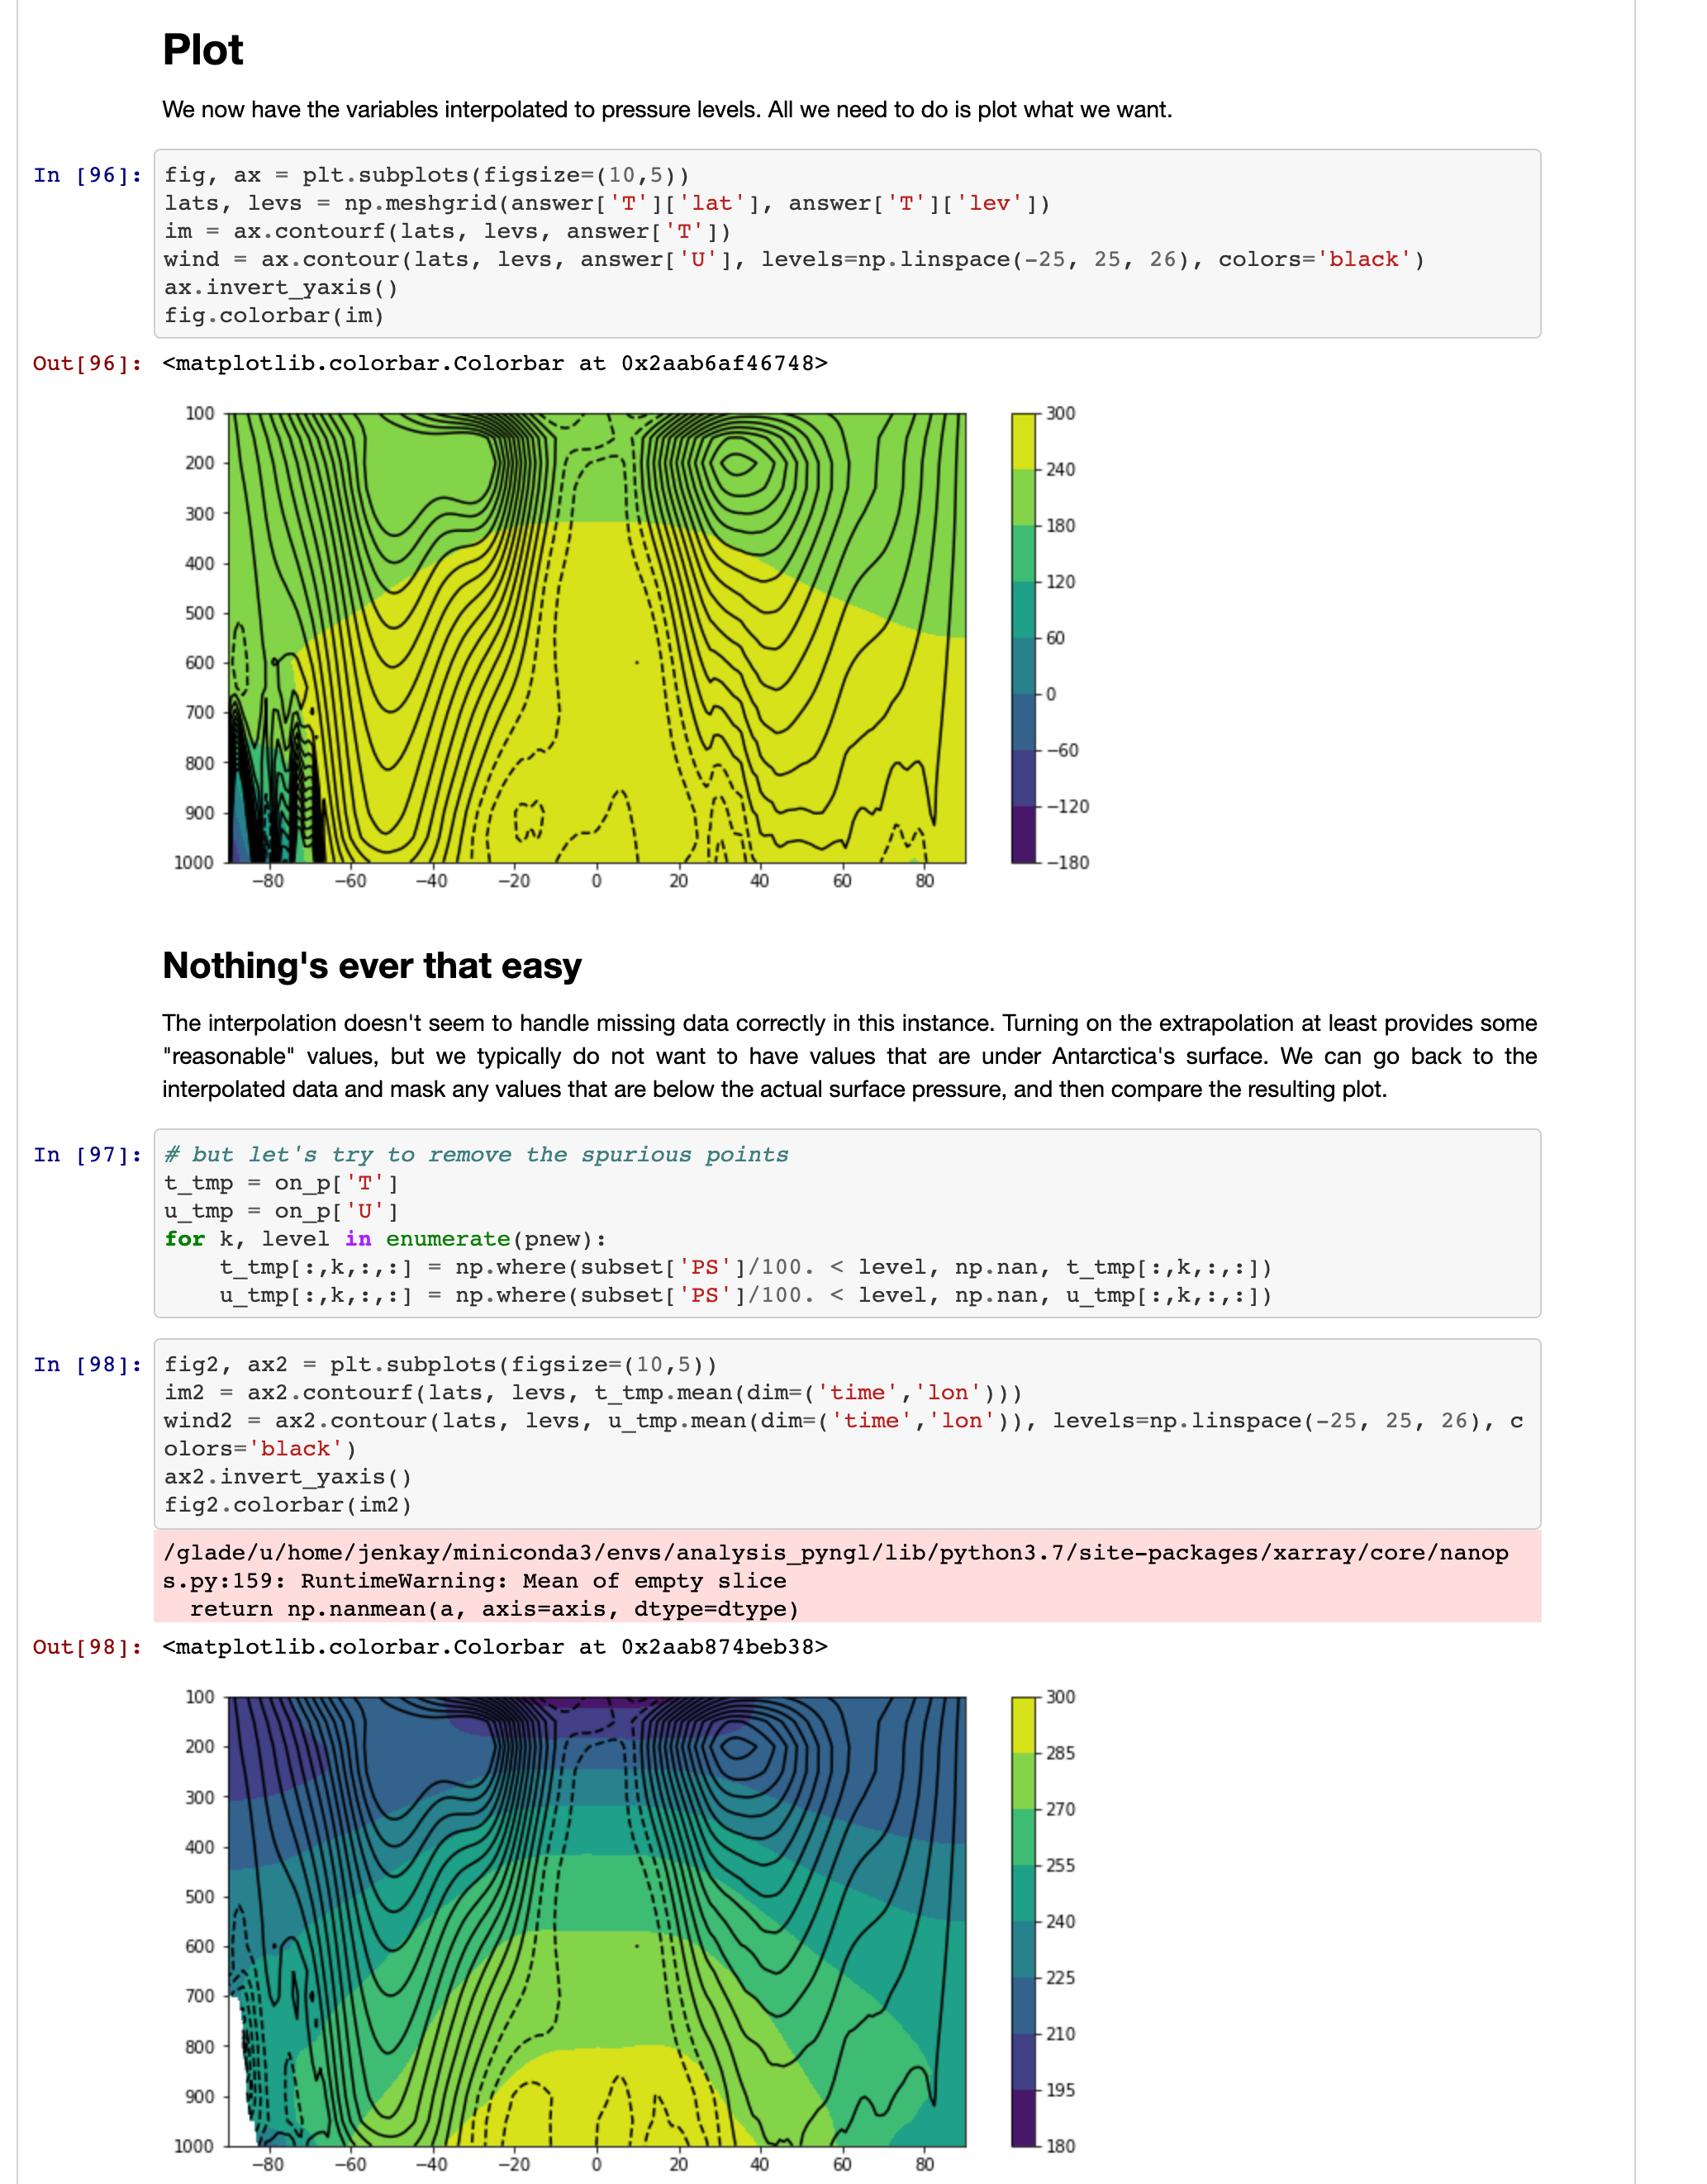 Plot
We now have the variables interpolated to pressure levels. All we need to do is plot what we want.
In [96]:
fig, ax = plt.subplots(figsize=(10,5))
lats, levs = np.meshgrid(answer['T']['lat'], answer['T']['lev'])
im = ax.contourf(lats, levs, answer['T'])
wind = ax.contour(lats, levs, answer['U'], levels=np.linspace(-25, 25, 26), colors='black')
ax.invert_yaxis()
fig.colorbar(im)
Out[96]: <matplotlib.colorbar.Colorbar at 0x2aab6af46748>
100
200
300
400
500
600
700
800
900
1000
−80 −60 −40 −20 0 20 40 60 80
300
240
180
120
60
0
−60
−120
−180
Nothing's ever that easy
The interpolation doesn't seem to handle missing data correctly in this instance. Turning on the extrapolation at least provides some
"reasonable" values, but we typically do not want to have values that are under Antarctica's surface. We can go back to the
interpolated data and mask any values that are below the actual surface pressure, and then compare the resulting plot.
In [97]:
# but let's try to remove the spurious points
t_tmp = on_p['T']
u_tmp = on_p['U']
for k, level in enumerate(pnew):
    t_tmp[:,k,:,:] = np.where(subset['PS']/100. < level, np.nan, t_tmp[:,k,:,:])
    u_tmp[:,k,:,:] = np.where(subset['PS']/100. < level, np.nan, u_tmp[:,k,:,:])
In [98]:
fig2, ax2 = plt.subplots(figsize=(10,5))
im2 = ax2.contourf(lats, levs, t_tmp.mean(dim=('time','lon')))
wind2 = ax2.contour(lats, levs, u_tmp.mean(dim=('time','lon')), levels=np.linspace(-25, 25, 26), c
olors='black')
ax2.invert_yaxis()
fig2.colorbar(im2)
/glade/u/home/jenkay/miniconda3/envs/analysis_pyngl/lib/python3.7/site-packages/xarray/core/nanop
s.py:159: RuntimeWarning: Mean of empty slice
  return np.nanmean(a, axis=axis, dtype=dtype)
Out[98]: <matplotlib.colorbar.Colorbar at 0x2aab874beb38>
100
200
300
400
500
600
700
800
900
1000
−80 −60 −40 −20 0 20 40 60 80
300
285
270
255
240
225
210
195
180